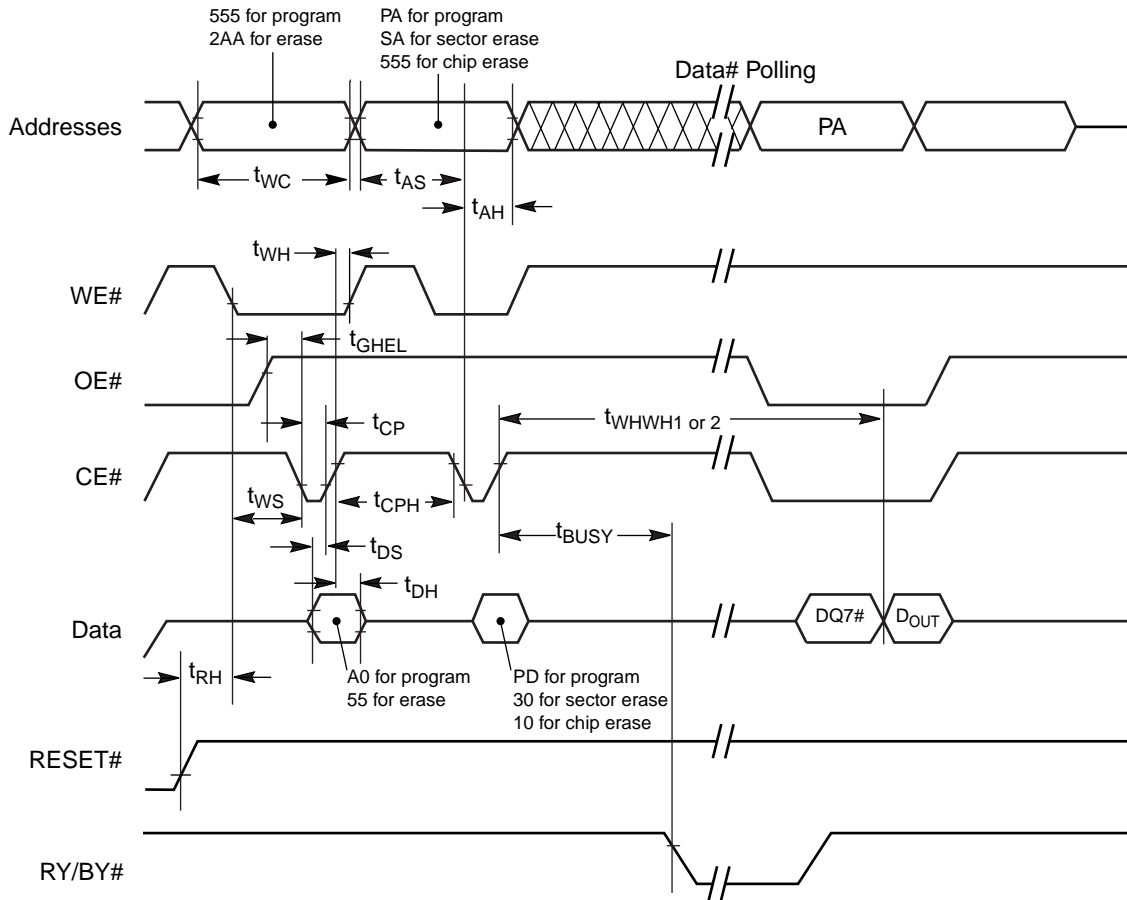 555 for program
2AA for erase
PA for program
SA for sector erase
555 for chip erase
Data# Polling
Addresses
PA
tWC
tAS
tAH
tWH
WE#
tGHEL
OE#
tWHWH1 or 2
tCP
CE#
tWS
tCPH
tBUSY
tDS
tDH
Data
DQ7#
DOUT
tRH
A0 for program
55 for erase
PD for program
30 for sector erase
10 for chip erase
RESET#
RY/BY#